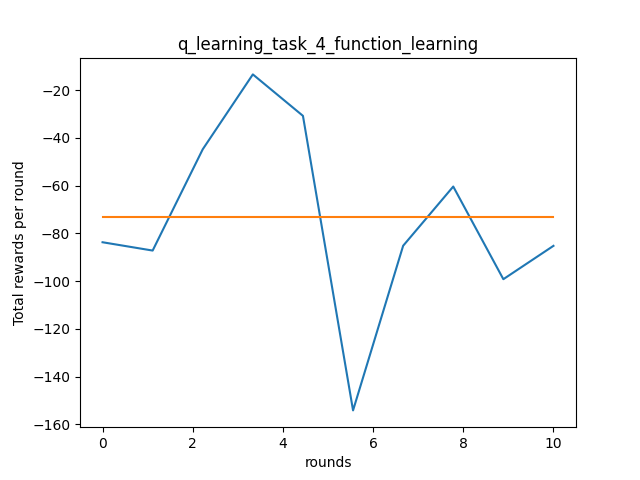 q_learning_task_4_function_learning
Total rewards per round
−20
−40
−60
−80
−100
−120
−140
−160
0 2 4 6 8 10
rounds